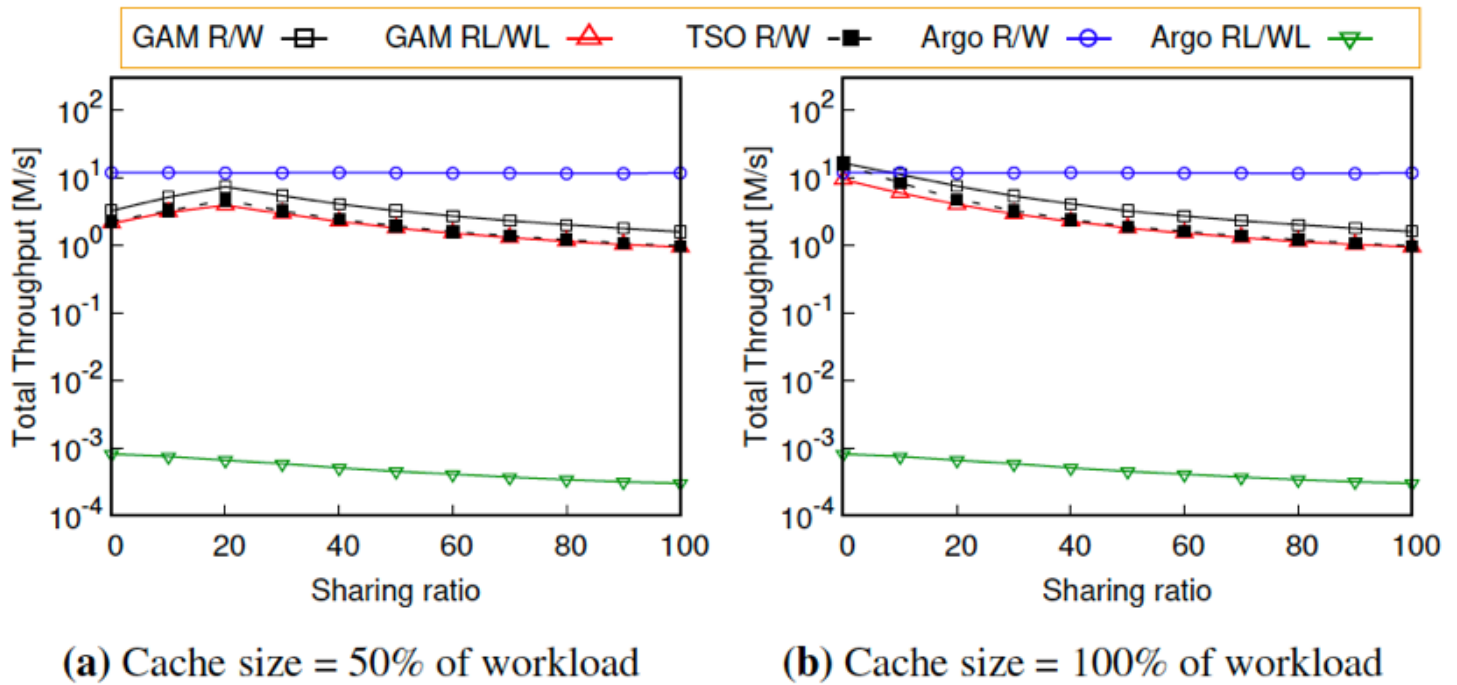 GAM R/W GAM RL/WL TSO R/W Argo R/W Argo RL/WL
Total Throughput [M/s]
10^2
10^1
10^0
10^-1
10^-2
10^-3
10^-4
0 20 40 60 80 100
Sharing ratio
(a) Cache size = 50% of workload
Total Throughput [M/s]
10^2
10^1
10^0
10^-1
10^-2
10^-3
10^-4
0 20 40 60 80 100
Sharing ratio
(b) Cache size = 100% of workload